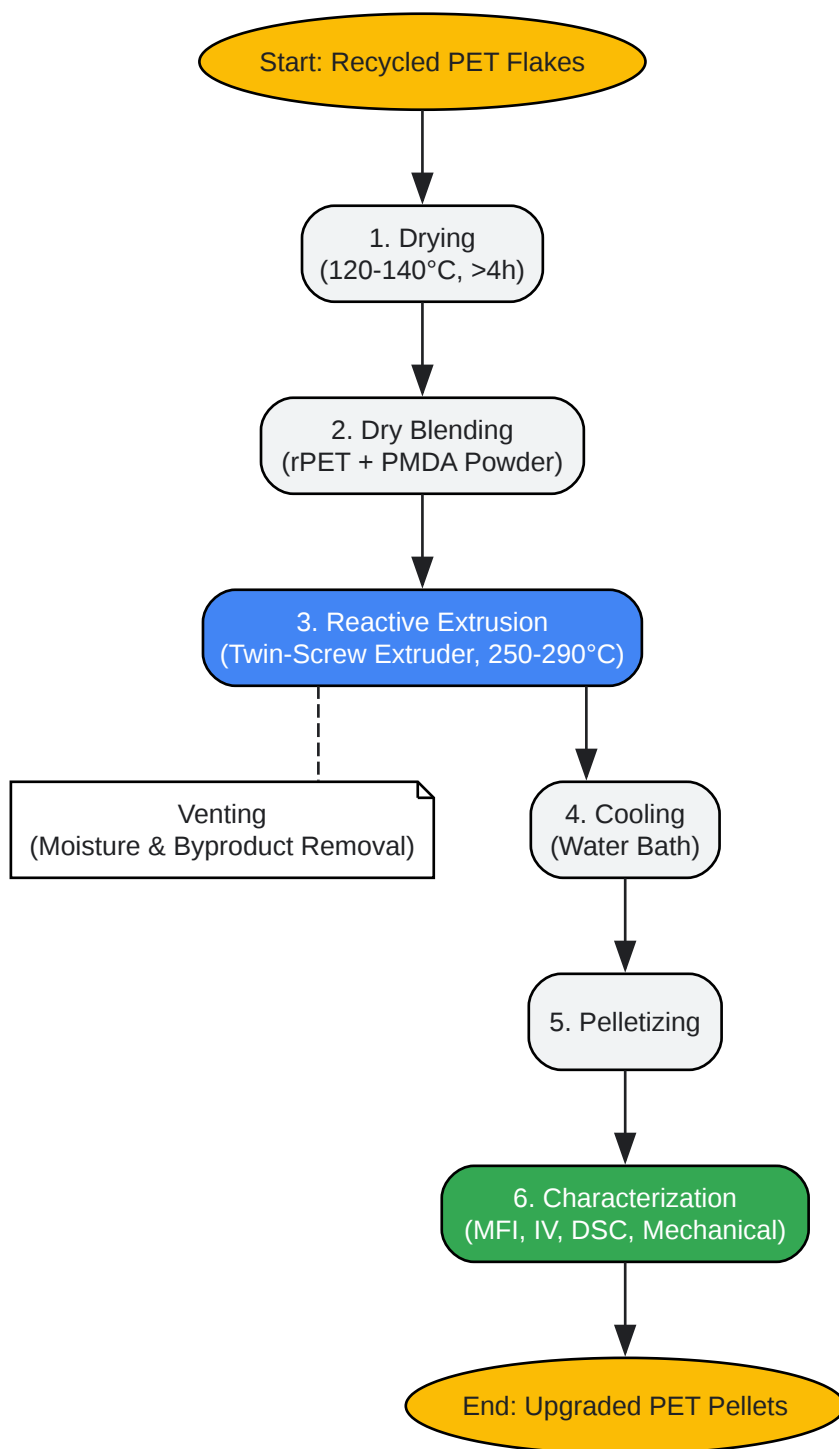 Start: Recycled PET Flakes
1. Drying
(120-140°C, >4h)
2. Dry Blending
(rPET + PMDA Powder)
3. Reactive Extrusion
(Twin-Screw Extruder, 250-290°C)
Venting
(Moisture & Byproduct Removal)
4. Cooling
(Water Bath)
5. Pelletizing
6. Characterization
(MFI, IV, DSC, Mechanical)
End: Upgraded PET Pellets